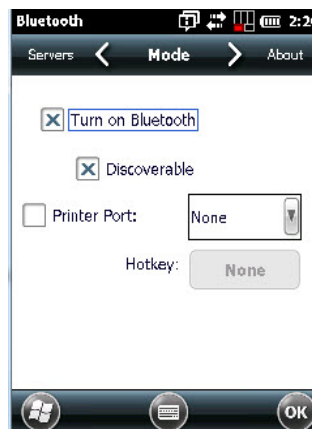 Bluetooth 2:2
Servers Mode About
Turn on Bluetooth
Discoverable
Printer Port: None
Hotkey: None
OK